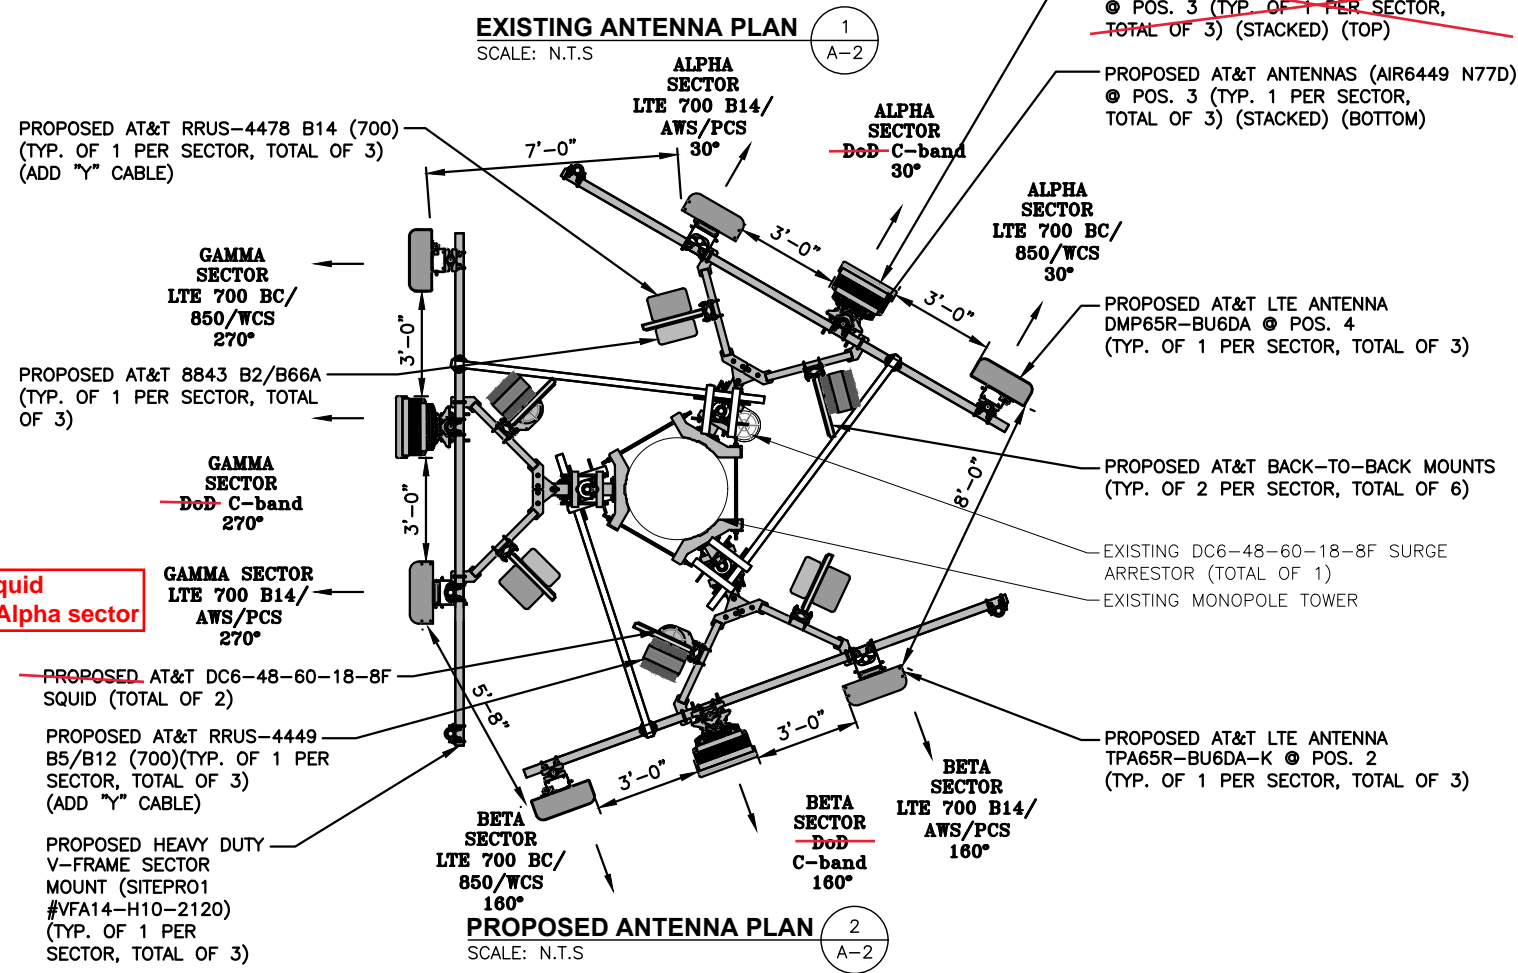 EXISTING ANTENNA PLAN
SCALE: N.T.S
1
A-2
@ POS. 3 (TYP. OF 1 PER SECTOR,
TOTAL OF 3) (STACKED) (TOP)
PROPOSED AT&T ANTENNAS (AIR6449 N77D)
@ POS. 3 (TYP. 1 PER SECTOR,
TOTAL OF 3) (STACKED) (BOTTOM)
ALPHA
SECTOR
LTE 700 B14/
AWS/PCS
30°
ALPHA
SECTOR
DoD C-band
30°
ALPHA
SECTOR
LTE 700 BC/
850/WCS
30°
PROPOSED AT&T RRUS-4478 B14 (700)
(TYP. OF 1 PER SECTOR, TOTAL OF 3)
(ADD "Y" CABLE)
7'-0"
3'-0"
3'-0"
GAMMA
SECTOR
LTE 700 BC/
850/WCS
270°
3'-0"
PROPOSED AT&T LTE ANTENNA
DMP65R-BU6DA @ POS. 4
(TYP. OF 1 PER SECTOR, TOTAL OF 3)
PROPOSED AT&T 8843 B2/B66A
(TYP. OF 1 PER SECTOR, TOTAL
OF 3)
GAMMA
SECTOR
DoD C-band
270°
3'-0"
8'-0"
PROPOSED AT&T BACK-TO-BACK MOUNTS
(TYP. OF 2 PER SECTOR, TOTAL OF 6)
EXISTING DC6-48-60-18-8F SURGE
ARRESTOR (TOTAL OF 1)
EXISTING MONOPOLE TOWER
quid
Alpha sector
GAMMA SECTOR
LTE 700 B14/
AWS/PCS
270°
PROPOSED AT&T DC6-48-60-18-8F
SQUID (TOTAL OF 2)
5'-8"
PROPOSED AT&T RRUS-4449
B5/B12 (700)(TYP. OF 1 PER
SECTOR, TOTAL OF 3)
(ADD "Y" CABLE)
3'-0"
3'-0"
PROPOSED AT&T LTE ANTENNA
TPA65R-BU6DA-K @ POS. 2
(TYP. OF 1 PER SECTOR, TOTAL OF 3)
PROPOSED HEAVY DUTY
V-FRAME SECTOR
MOUNT (SITEPRO1
#VFA14-H10-2120)
(TYP. OF 1 PER
SECTOR, TOTAL OF 3)
BETA
SECTOR
LTE 700 BC/
850/WCS
160°
BETA
SECTOR
DoD
C-band
160°
BETA
SECTOR
LTE 700 B14/
AWS/PCS
160°
PROPOSED ANTENNA PLAN
SCALE: N.T.S
2
A-2